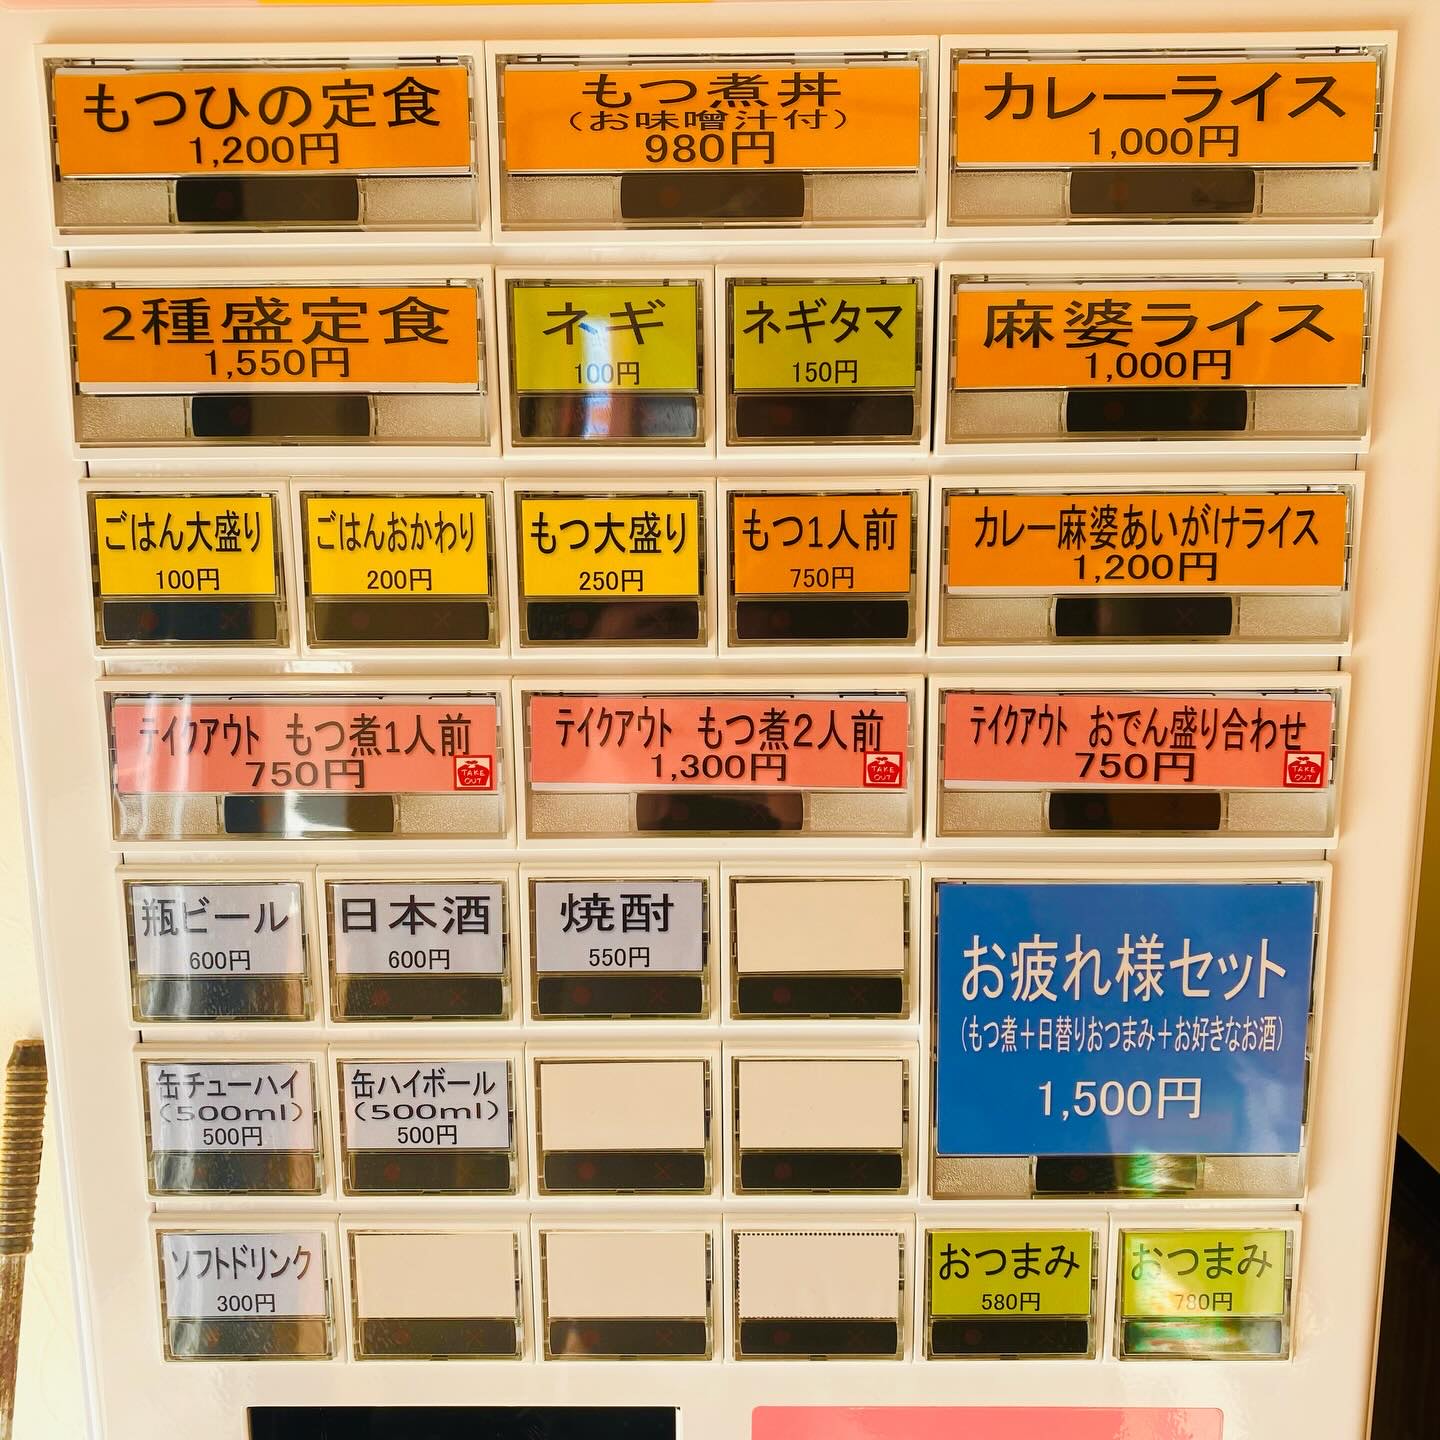 もつひの定食
1,200円
もつ煮丼
(お味噌汁付)
980円
カレーライス
1,000円
2種盛定食
1,550円
ネギ
100円
ネギタマ
150円
麻婆ライス
1,000円
ごはん大盛り
100円
ごはんおかわり
200円
もつ大盛り
250円
もつ1人前
750円
カレー麻婆あいがけライス
1,200円
テイクアウト もつ煮1人前
750円
TAKE
OUT
テイクアウト もつ煮2人前
1,300円
TAKE
OUT
テイクアウト おでん盛り合わせ
750円
TAKE
OUT
瓶ビール
600円
日本酒
600円
焼酎
550円
お疲れ様セット
(もつ煮+日替りおつまみ+お好きなお酒)
1,500円
缶チューハイ
(500ml)
500円
缶ハイボール
(500ml)
500円
ソフトドリンク
300円
おつまみ
580円
おつまみ
780円